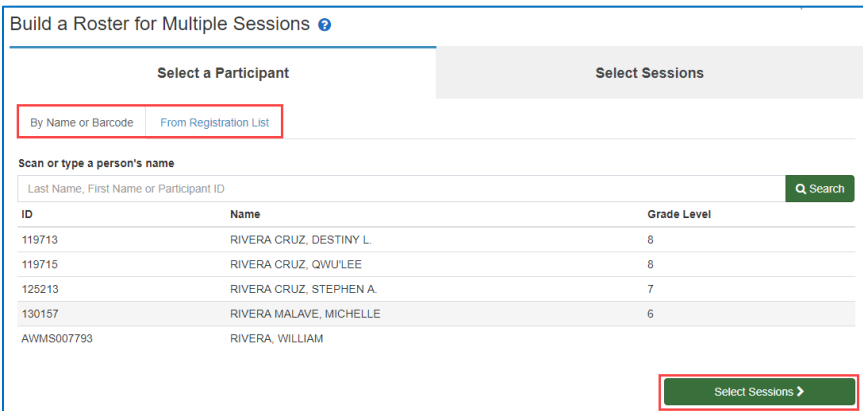 Build a Roster for Multiple Sessions ?
Select a Participant Select Sessions
By Name or Barcode From Registration List
Scan or type a person's name
Last Name, First Name or Participant ID Search
ID Name Grade Level
119713 RIVERA CRUZ, DESTINY L. 8
119715 RIVERA CRUZ, QWU'LEE 8
125213 RIVERA CRUZ, STEPHEN A. 7
130157 RIVERA MALAVE, MICHELLE 6
AWMS007793 RIVERA, WILLIAM
Select Sessions